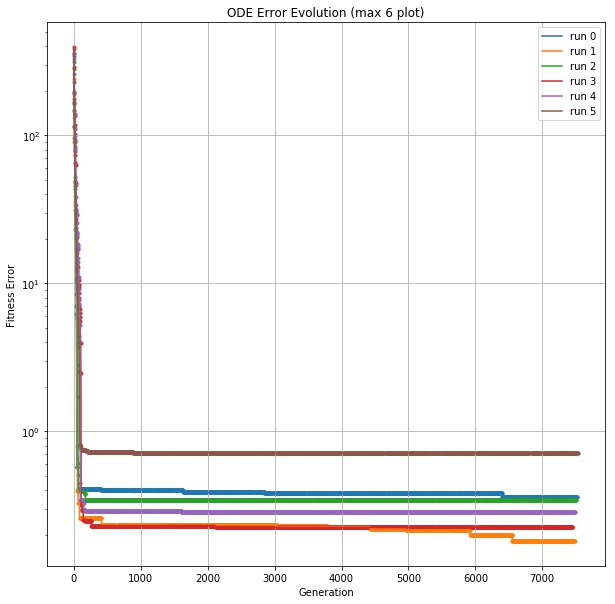 ODE Error Evolution (max 6 plot)
run 0
run 1
run 2
run 3
run 4
run 5
Fitness Error
10²
10¹
10⁰
0 1000 2000 3000 4000 5000 6000 7000
Generation